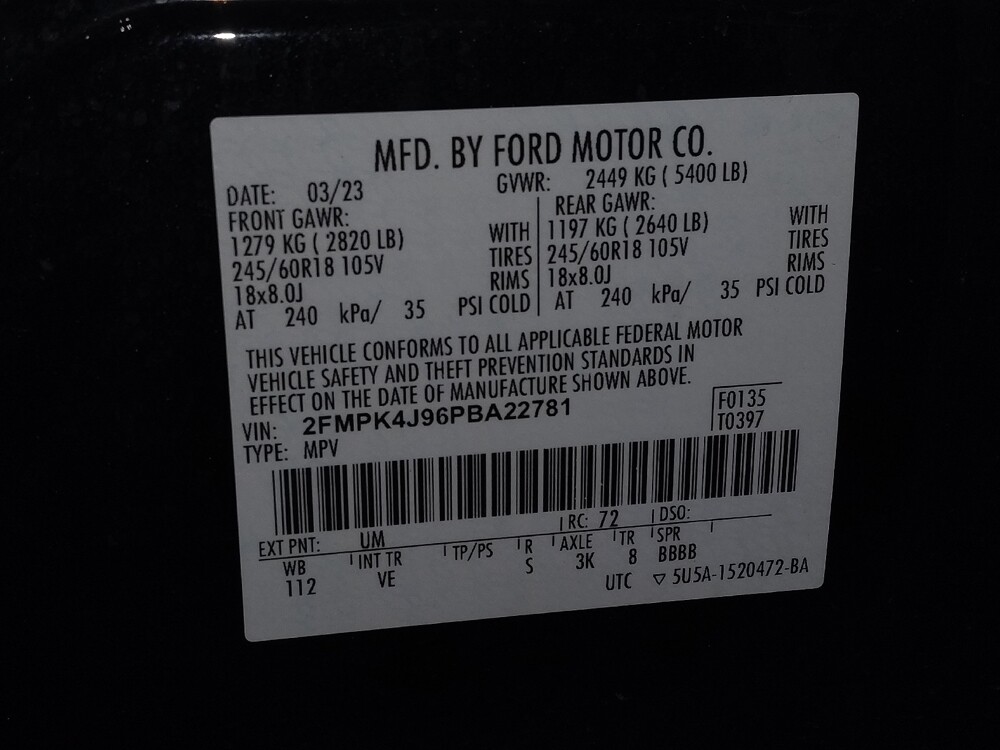 MFD. BY FORD MOTOR CO.
DATE: 03/23 GVWR: 2449 KG ( 5400 LB)
FRONT GAWR: REAR GAWR:
1279 KG ( 2820 LB) WITH 1197 KG ( 2640 LB) WITH
245/60R18 105V TIRES 245/60R18 105V TIRES
18x8.0J RIMS 18x8.0J RIMS
AT 240 kPa/ 35 PSI COLD AT 240 kPa/ 35 PSI COLD
THIS VEHICLE CONFORMS TO ALL APPLICABLE FEDERAL MOTOR
VEHICLE SAFETY AND THEFT PREVENTION STANDARDS IN
EFFECT ON THE DATE OF MANUFACTURE SHOWN ABOVE.
VIN: 2FMPK4J96PBA22781 F0135
TYPE: MPV T0397
EXT PNT: UM RC: 72 DSO:
WB INT TR TP/PS R AXLE TR SPR
112 VE S 3K 8 BBBB
UTC ▽ 5U5A-1520472-BA